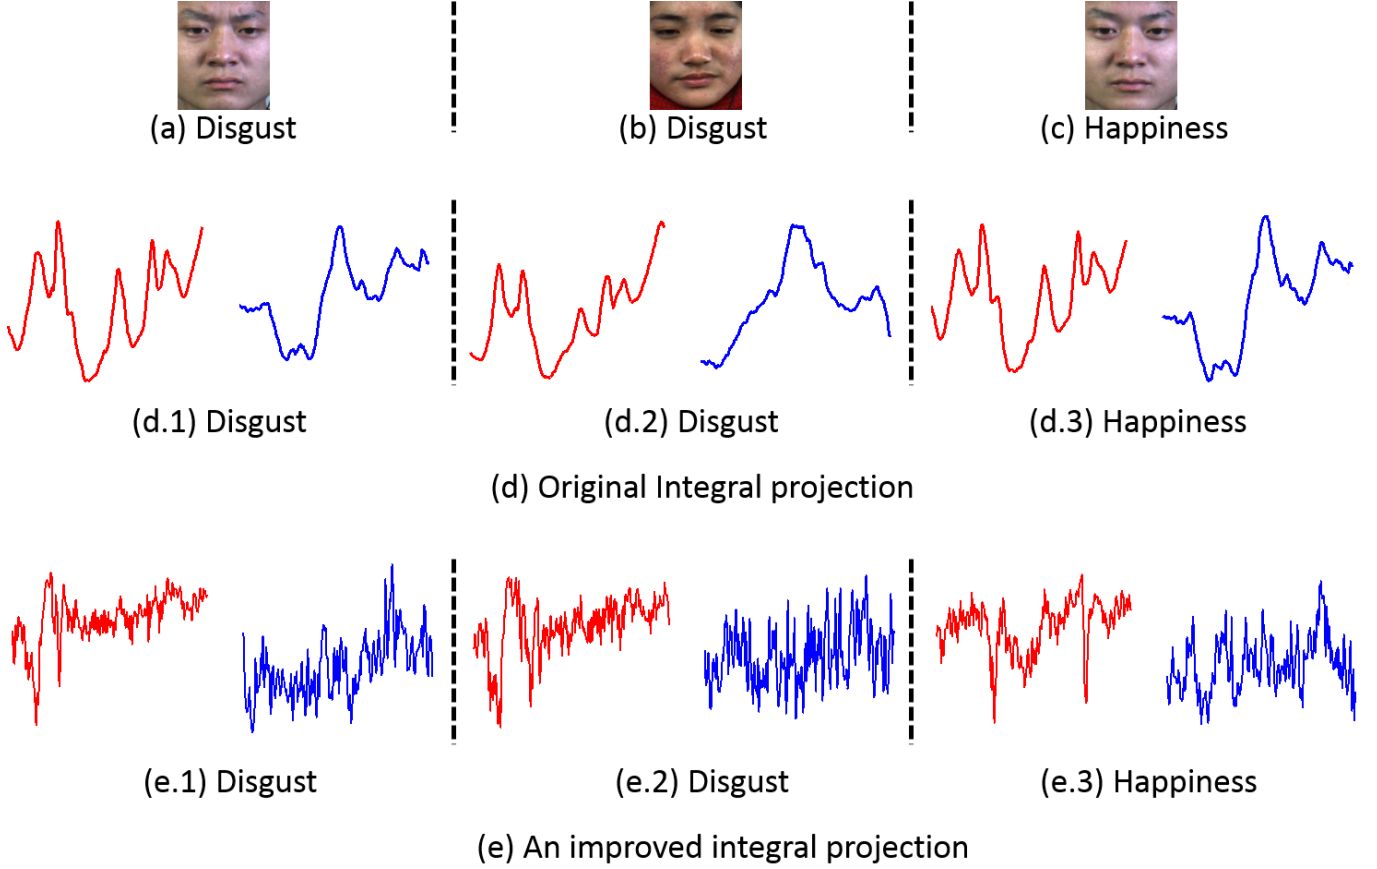 (a) Disgust
(b) Disgust
(c) Happiness
(d.1) Disgust
(d.2) Disgust
(d.3) Happiness
(d) Original Integral projection
(e.1) Disgust
(e.2) Disgust
(e.3) Happiness
(e) An improved integral projection